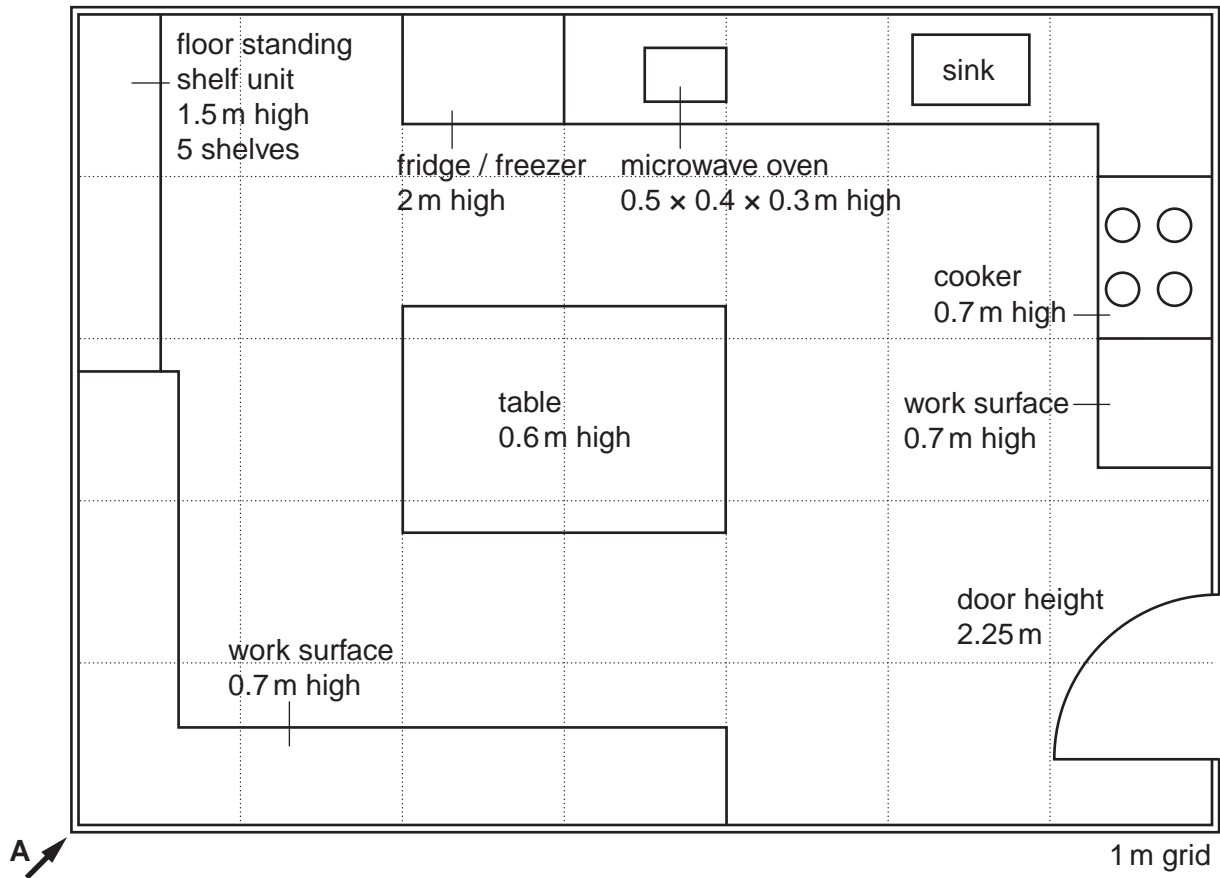 floor standing
shelf unit
1.5 m high
5 shelves
sink
fridge / freezer
2 m high
microwave oven
0.5 × 0.4 × 0.3 m high
cooker
0.7 m high
table
0.6 m high
work surface
0.7 m high
door height
2.25 m
work surface
0.7 m high
A
1 m grid